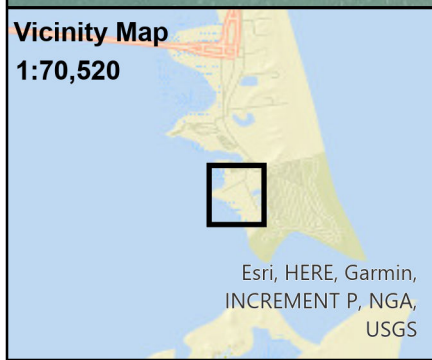 Vicinity Map
1:70,520
Esri, HERE, Garmin,
INCREMENT P, NGA,
USGS